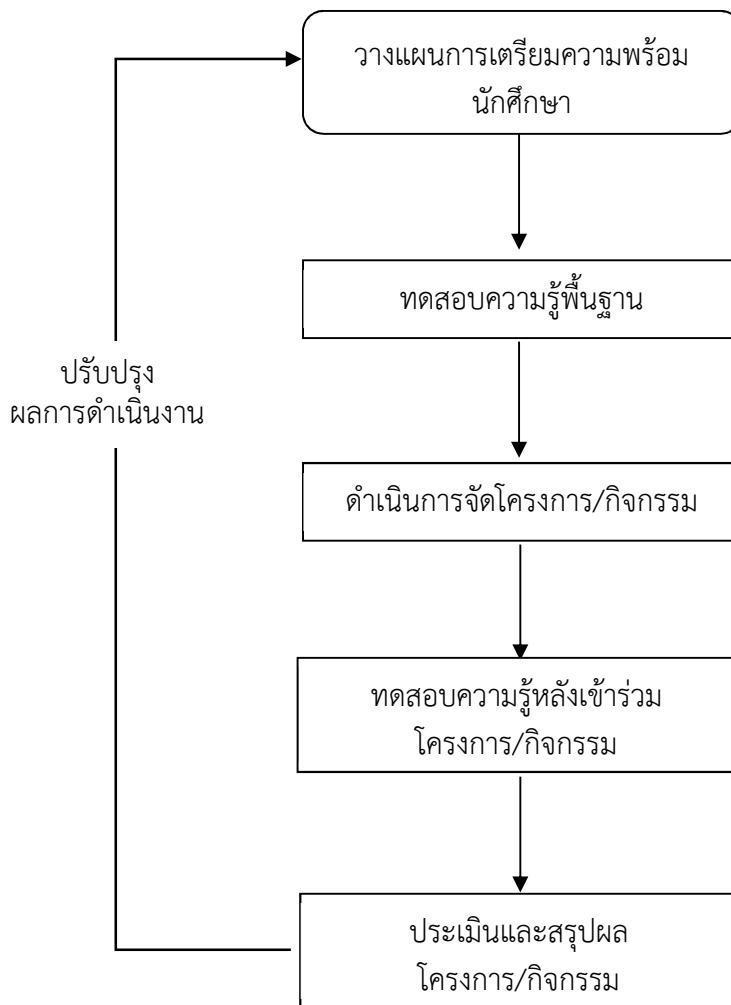 วางแผนการเตรียมความพร้อม
นักศึกษา
ทดสอบความรู้พื้นฐาน
ปรับปรุง
ผลการดำเนินงาน
ดำเนินการจัดโครงการ/กิจกรรม
ทดสอบความรู้หลังเข้าร่วม
โครงการ/กิจกรรม
ประเมินและสรุปผล
โครงการ/กิจกรรม